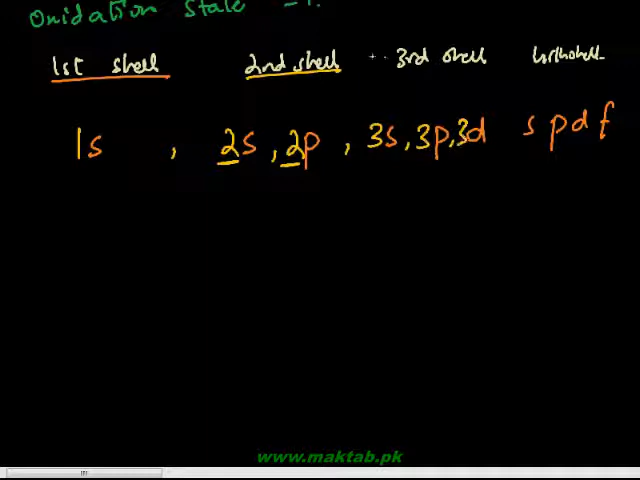 Oxidation State
1st shell 2nd shell 3rd shell
1s , 2s , 2p , 3s , 3p , 3d s p d f
www.maktab.pk